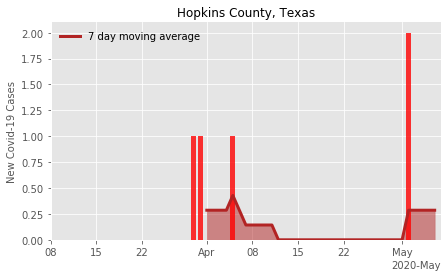 Hopkins County, Texas
7 day moving average
New Covid-19 Cases
2.00
1.75
1.50
1.25
1.00
0.75
0.50
0.25
0.00
08 15 22 Apr 08 15 22 May
2020-May